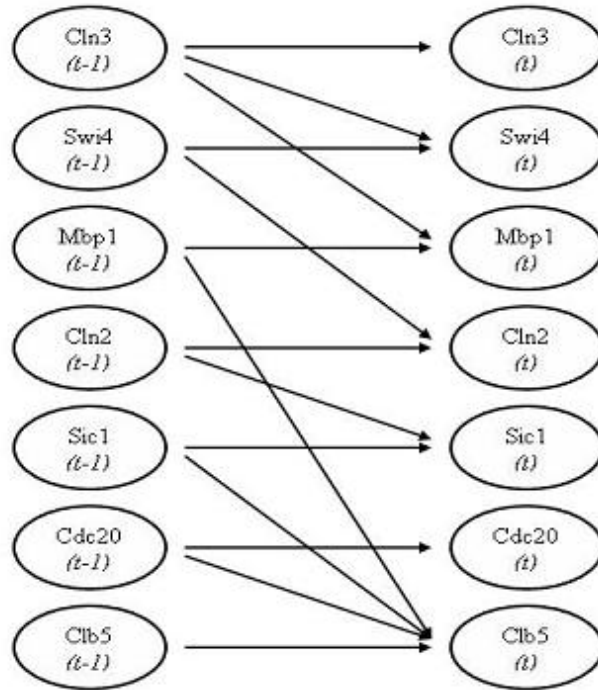 Cln3
(t-1)
Cln3
(t)
Swi4
(t-1)
Swi4
(t)
Mbp1
(t-1)
Mbp1
(t)
Cln2
(t-1)
Cln2
(t)
Sic1
(t-1)
Sic1
(t)
Cdc20
(t-1)
Cdc20
(t)
Clb5
(t-1)
Clb5
(t)